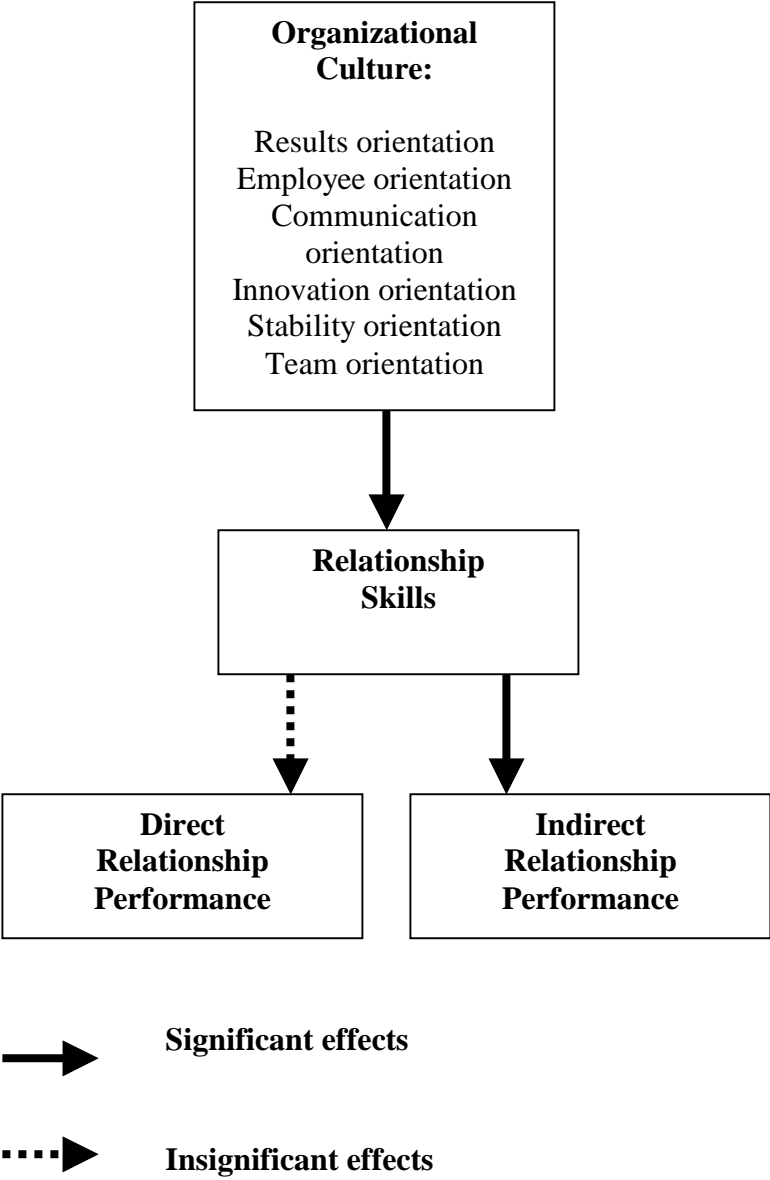 Organizational
Culture:
Results orientation
Employee orientation
Communication
orientation
Innovation orientation
Stability orientation
Team orientation
Relationship
Skills
Direct
Relationship
Performance
Indirect
Relationship
Performance
Significant effects
Insignificant effects